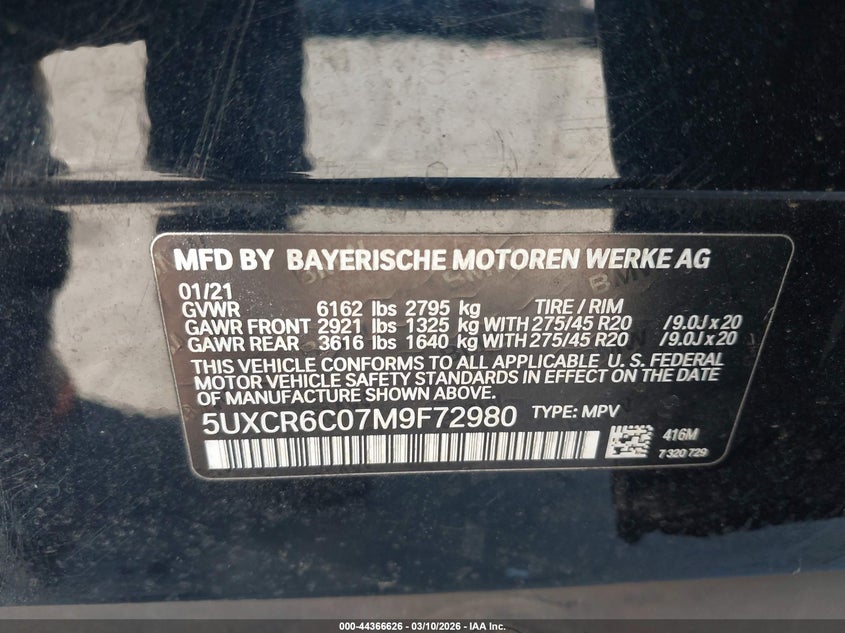 MFD BY BAYERISCHE MOTOREN WERKE AG
01/21
GVWR 6162 lbs 2795 kg TIRE / RIM
GAWR FRONT 2921 lbs 1325 kg WITH 275/45 R20 /9.0J x 20
GAWR REAR 3616 lbs 1640 kg WITH 275/45 R20 /9.0J x 20
THIS VEHICLE CONFORMS TO ALL APPLICABLE U.S. FEDERAL
MOTOR VEHICLE SAFETY STANDARDS IN EFFECT ON THE DATE
OF MANUFACTURE SHOWN ABOVE.
5UXCR6C07M9F72980 TYPE: MPV
416M
7 320 729
000-44366626 - 03/10/2026 - IAA Inc.